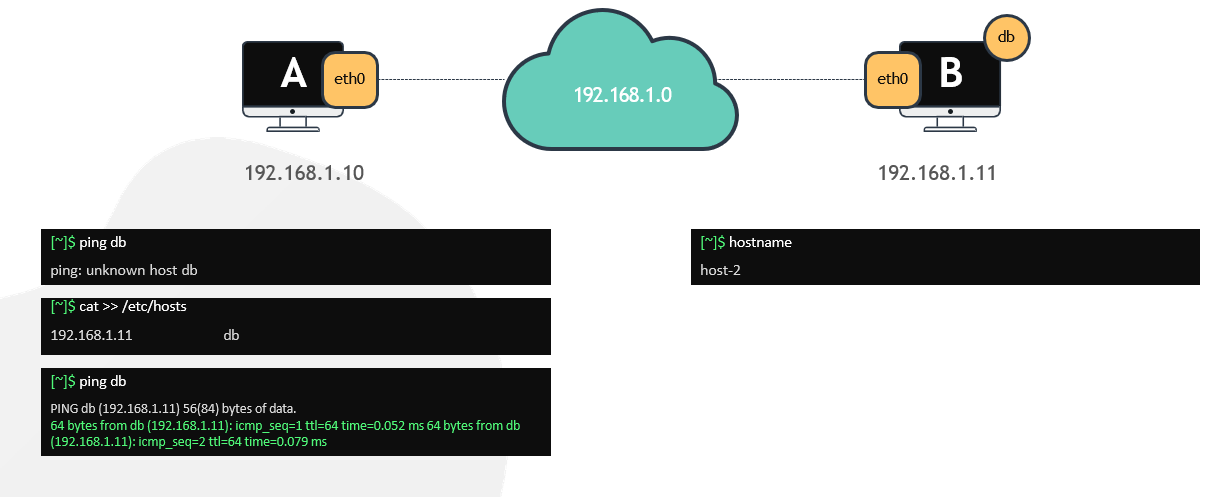 db
A
eth0
192.168.1.0
eth0
B
192.168.1.10
192.168.1.11
[~]$ ping db
ping: unknown host db
[~]$ cat >> /etc/hosts
192.168.1.11 db
[~]$ ping db
PING db (192.168.1.11) 56(84) bytes of data.
64 bytes from db (192.168.1.11): icmp_seq=1 ttl=64 time=0.052 ms 64 bytes from db
(192.168.1.11): icmp_seq=2 ttl=64 time=0.079 ms
[~]$ hostname
host-2